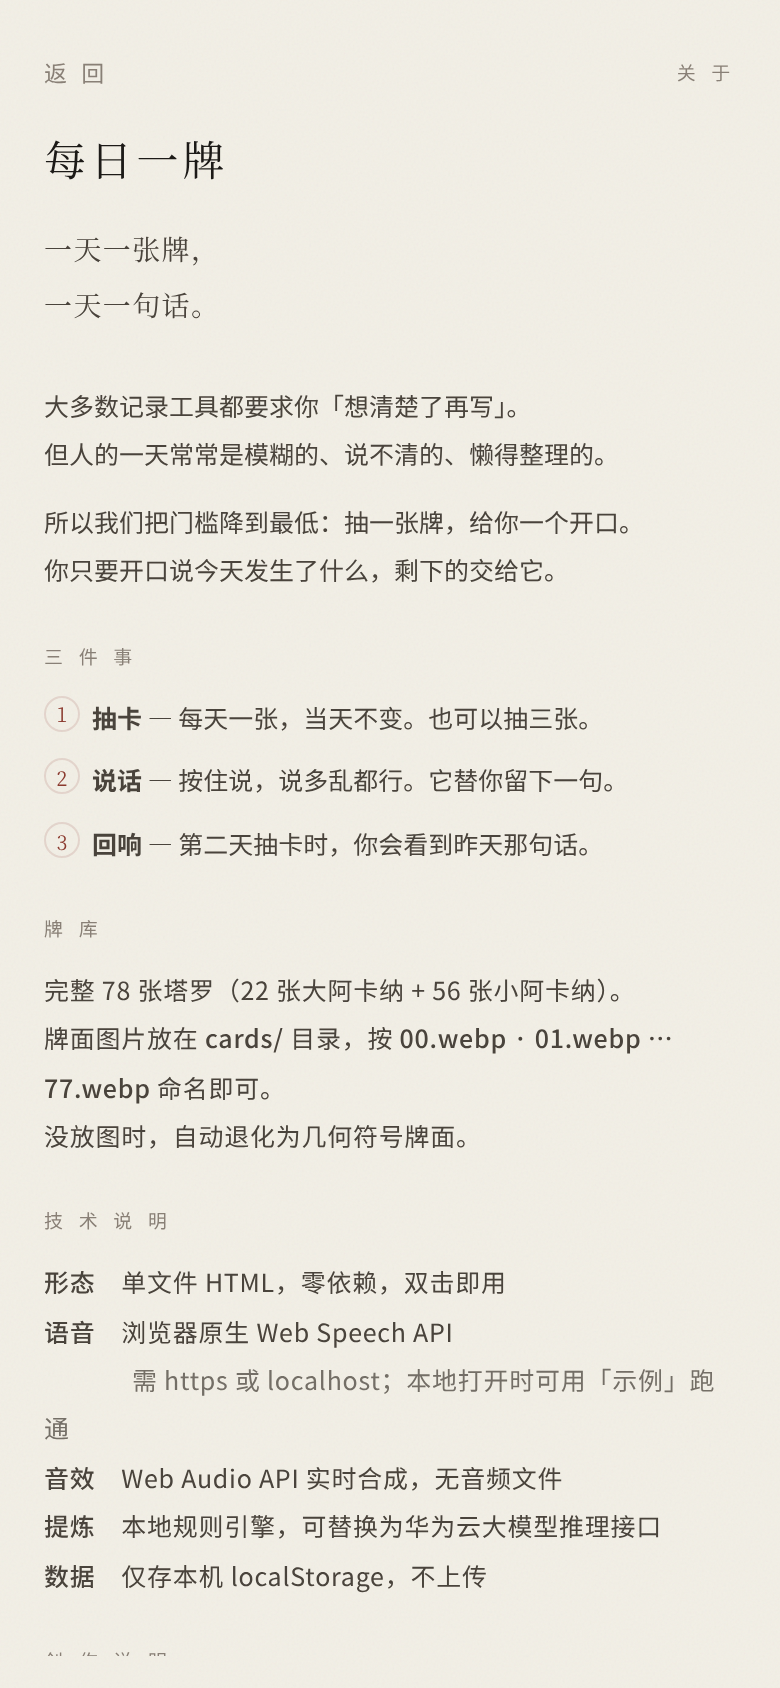 返回
关于
每日一牌
一天一张牌，
一天一句话。
大多数记录工具都要求你「想清楚了再写」。
但人的一天常常是模糊的、说不清的、懒得整理的。
所以我们把门槛降到最低：抽一张牌，给你一个开口。
你只要开口说今天发生了什么，剩下的交给它。
三件事
1 抽卡 — 每天一张，当天不变。也可以抽三张。
2 说话 — 按住说，说多乱都行。它替你留下一句。
3 回响 — 第二天抽卡时，你会看到昨天那句话。
牌库
完整 78 张塔罗（22 张大阿卡纳 + 56 张小阿卡纳）。
牌面图片放在 cards/ 目录，按 00.webp · 01.webp …
77.webp 命名即可。
没放图时，自动退化为几何符号牌面。
技术说明
形态 单文件 HTML，零依赖，双击即用
语音 浏览器原生 Web Speech API
需 https 或 localhost；本地打开时可用「示例」跑
通
音效 Web Audio API 实时合成，无音频文件
提炼 本地规则引擎，可替换为华为云大模型推理接口
数据 仅存本机 localStorage，不上传